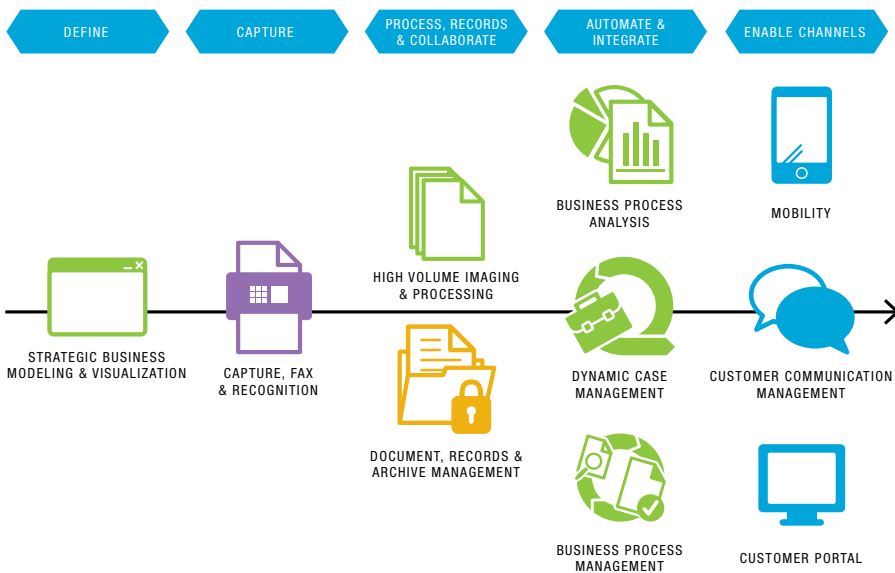 DEFINE
CAPTURE
PROCESS, RECORDS
& COLLABORATE
AUTOMATE &
INTEGRATE
ENABLE CHANNELS
STRATEGIC BUSINESS
MODELING & VISUALIZATION
CAPTURE, FAX
& RECOGNITION
HIGH VOLUME IMAGING
& PROCESSING
DOCUMENT, RECORDS &
ARCHIVE MANAGEMENT
BUSINESS PROCESS
ANALYSIS
DYNAMIC CASE
MANAGEMENT
BUSINESS PROCESS
MANAGEMENT
MOBILITY
CUSTOMER COMMUNICATION
MANAGEMENT
CUSTOMER PORTAL